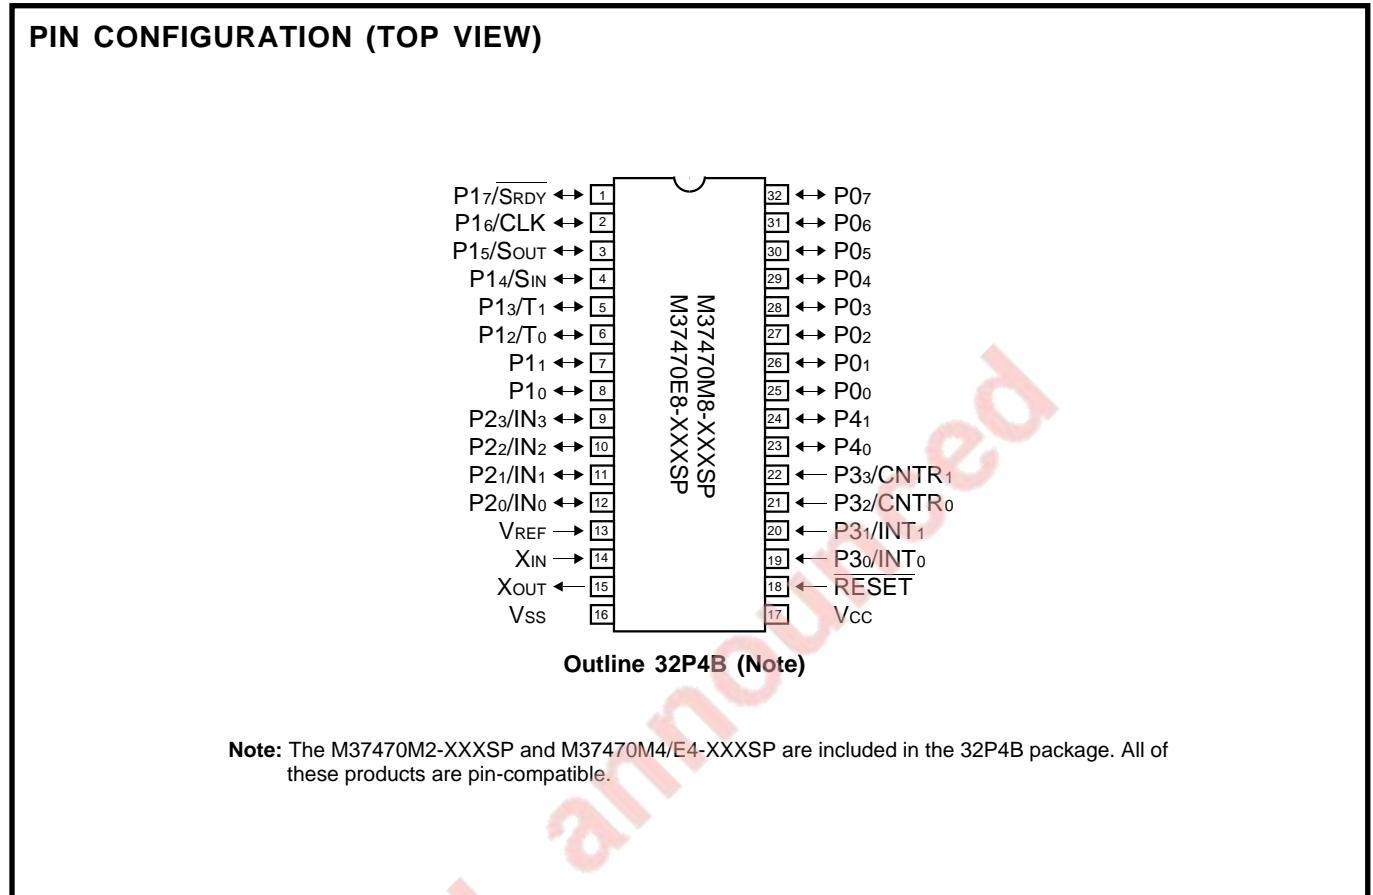 PIN CONFIGURATION (TOP VIEW)
P17/SRDY 1 32 P07
P16/CLK 2 31 P06
P15/SOUT 3 30 P05
P14/SIN 4 29 P04
P13/T1 5 28 P03
P12/T0 6 27 P02
P11 7 26 P01
P10 8 25 P00
P23/IN3 9 24 P41
P22/IN2 10 23 P40
P21/IN1 11 22 P33/CNTR1
P20/IN0 12 21 P32/CNTR0
VREF 13 20 P31/INT1
XIN 14 19 P30/INT0
XOUT 15 18 RESET
VSS 16 17 VCC
M37470M8-XXXSP
M37470E8-XXXSP
Outline 32P4B (Note)
Note: The M37470M2-XXXSP and M37470M4/E4-XXXSP are included in the 32P4B package. All of
these products are pin-compatible.
announced